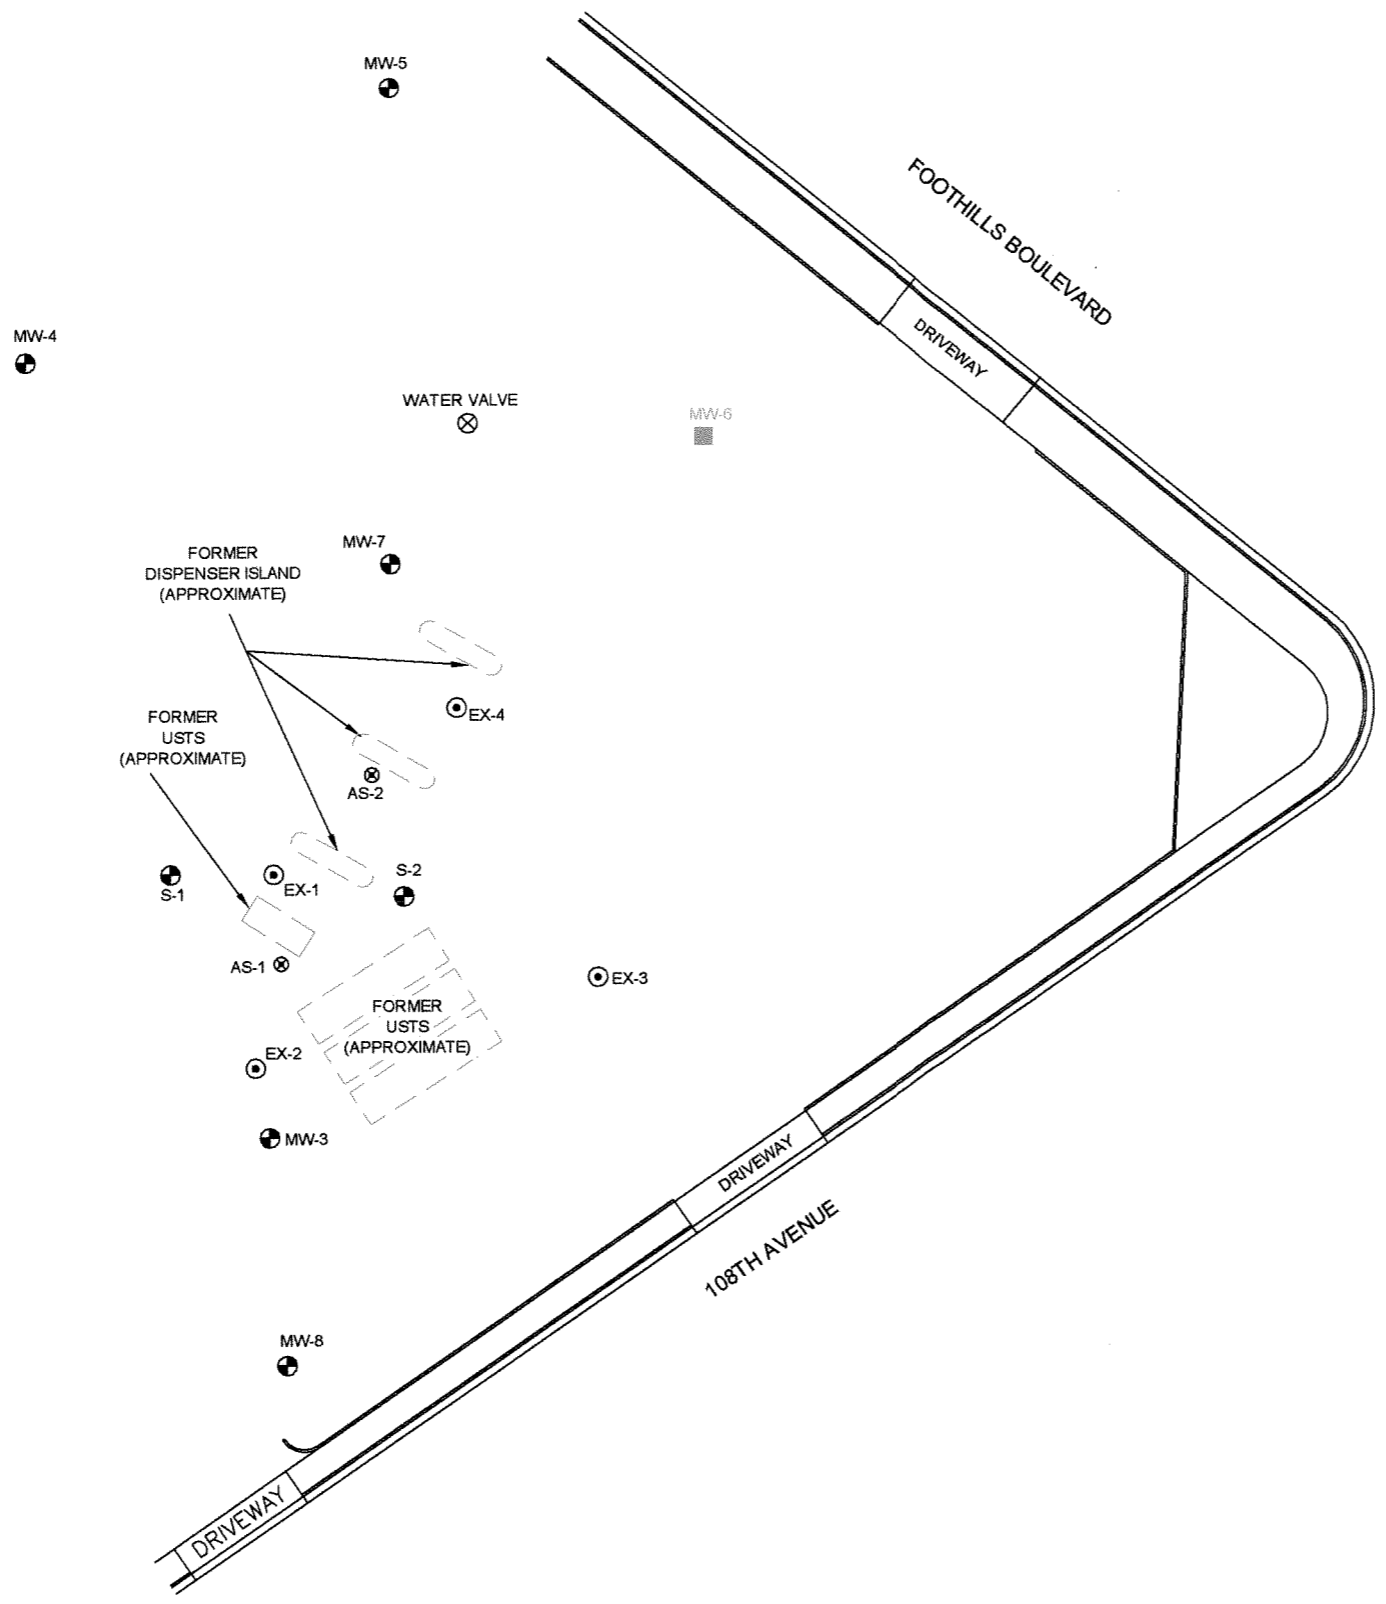 MW-5
FOOTHILLS BOULEVARD
DRIVEWAY
MW-4
WATER VALVE
MW-6
MW-7
FORMER
DISPENSER ISLAND
(APPROXIMATE)
EX-4
FORMER
USTS
(APPROXIMATE)
AS-2
S-1
EX-1
S-2
AS-1
EX-3
FORMER
USTS
(APPROXIMATE)
EX-2
MW-3
DRIVEWAY
108TH AVENUE
MW-8
DRIVEWAY